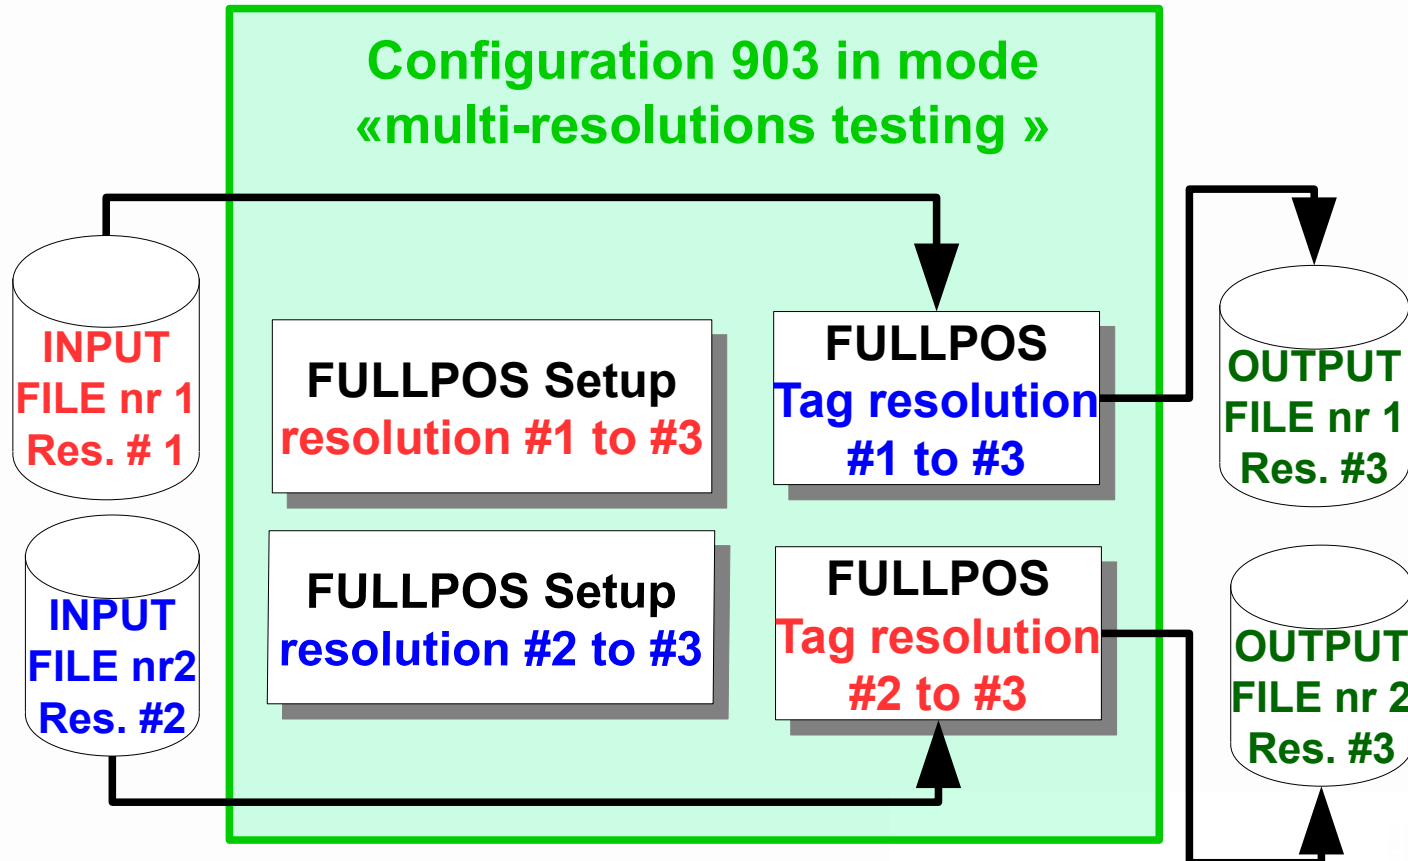 Configuration 903 in mode
«multi-resolutions testing »
INPUT
FILE nr 1
Res. # 1
FULLPOS Setup
resolution #1 to #3
FULLPOS
Tag resolution
#1 to #3
OUTPUT
FILE nr 1
Res. #3
INPUT
FILE nr2
Res. #2
FULLPOS Setup
resolution #2 to #3
FULLPOS
Tag resolution
#2 to #3
OUTPUT
FILE nr 2
Res. #3